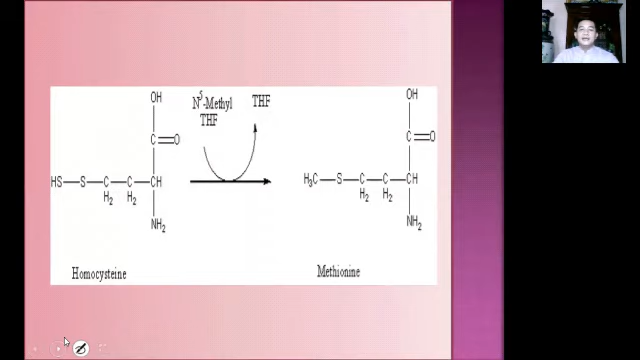 OH
N5-Methyl
THF
THF
C=O
HS—S—C—C—CH
H2 H2
NH2
Homocysteine
OH
C=O
H3C—S—C—C—CH
H2 H2
NH2
Methionine